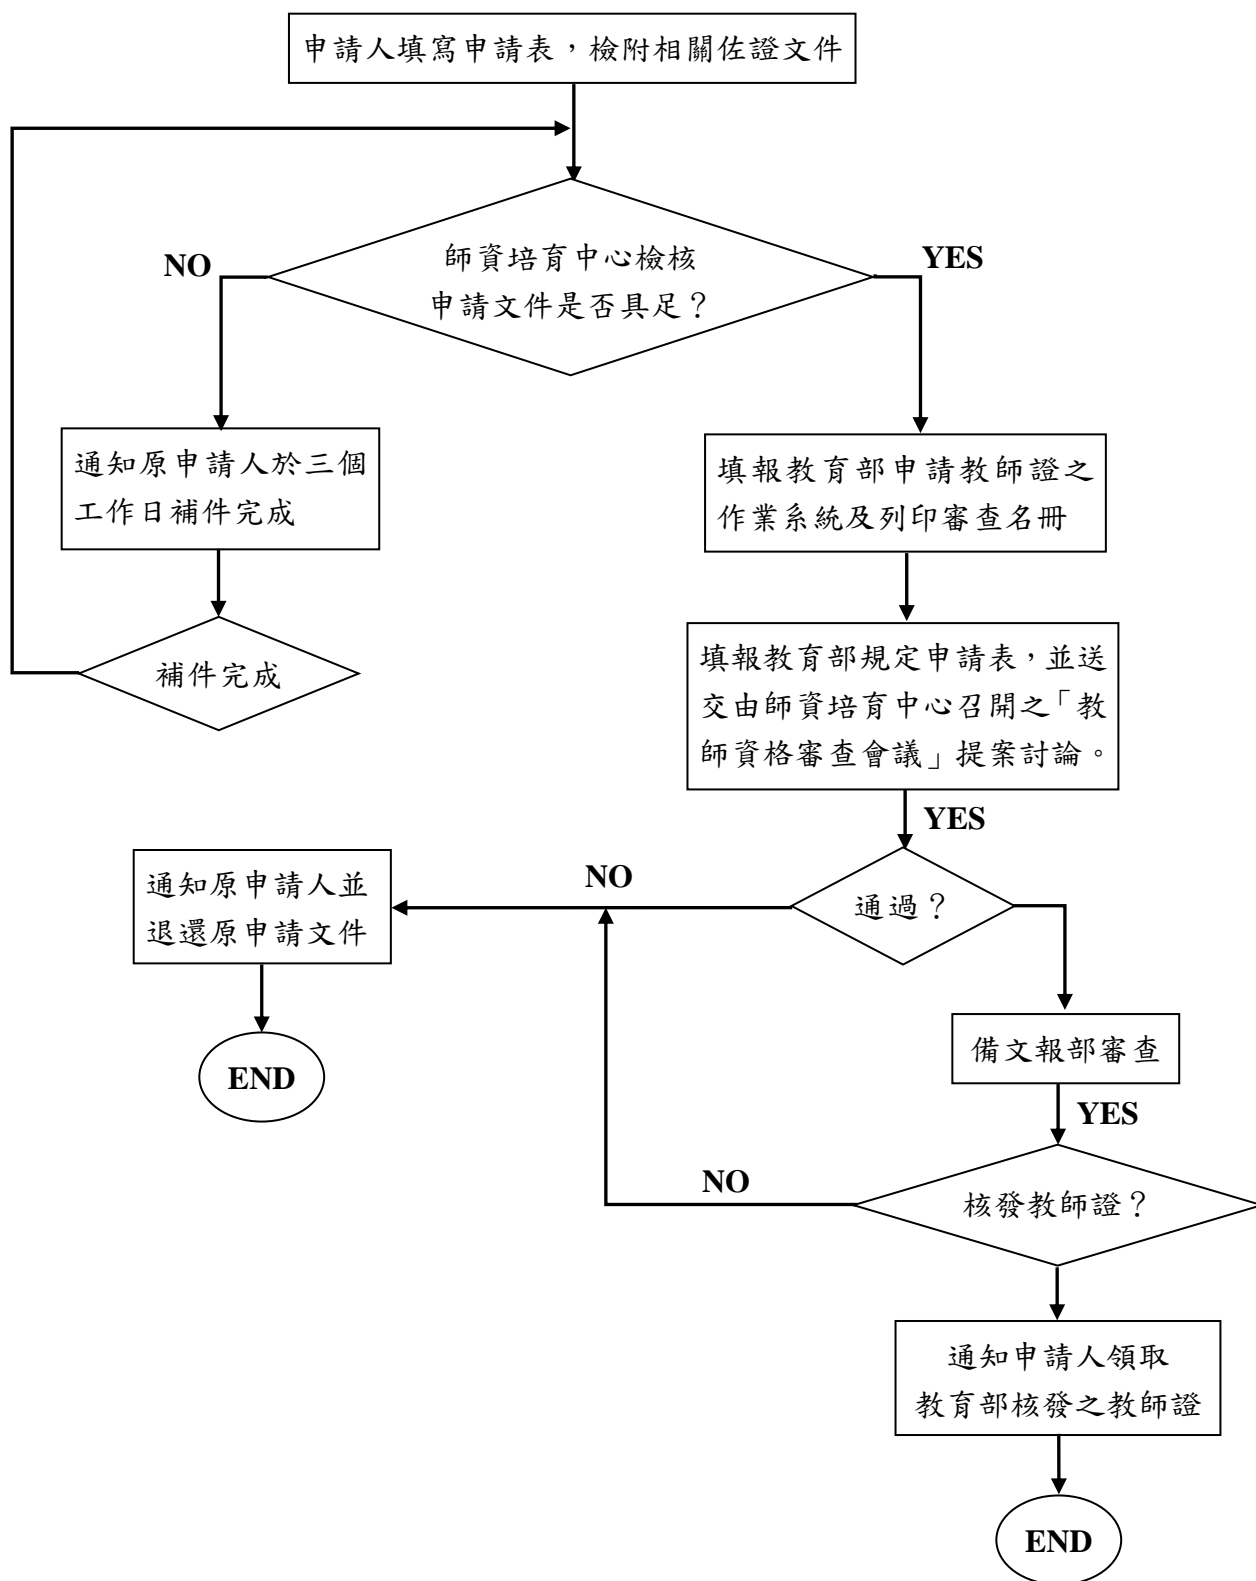 申請人填寫申請表，檢附相關佐證文件
NO
師資培育中心檢核
申請文件是否具足？
YES
通知原申請人於三個
工作日補件完成
填報教育部申請教師證之
作業系統及列印審查名冊
補件完成
填報教育部規定申請表，並送
交由師資培育中心召開之「教
師資格審查會議」提案討論。
YES
通知原申請人並
退還原申請文件
NO
通過？
END
備文報部審查
YES
NO
核發教師證？
通知申請人領取
教育部核發之教師證
END